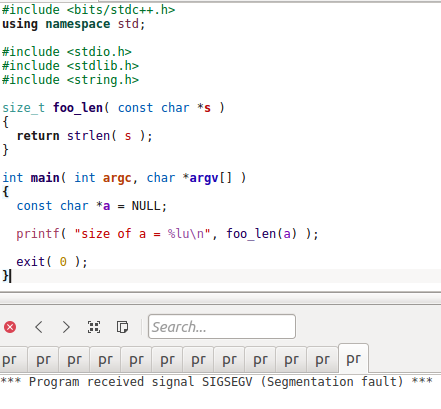 #include <bits/stdc++.h>
using namespace std;
#include <stdio.h>
#include <stdlib.h>
#include <string.h>
size_t foo_len( const char *s )
{
return strlen( s );
}
int main( int argc, char *argv[] )
{
const char *a = NULL;
printf( "size of a = %lu\n", foo_len(a) );
exit( 0 );
}
Search...
pr pr pr pr pr pr pr pr pr pr pr pr
*** Program received signal SIGSEGV (Segmentation fault) ***